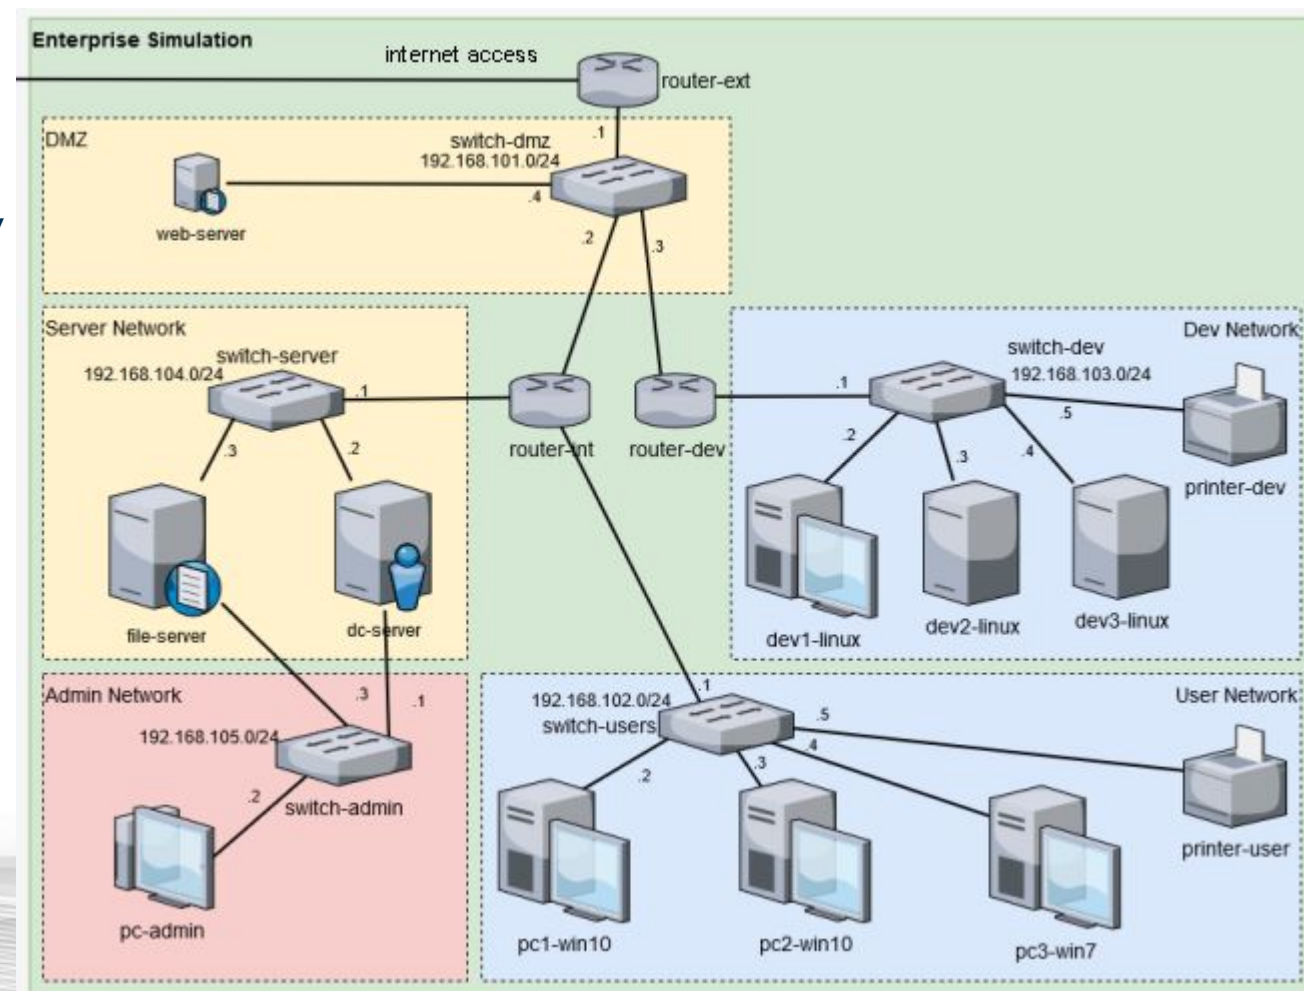 Enterprise Simulation
internet access
router-ext
DMZ
.1
switch-dmz
192.168.101.0/24
.4
web-server
.2
.3
Server Network
switch-server
192.168.104.0/24
.1
.3
.2
router-int
router-dev
file-server
dc-server
Dev Network
switch-dev
192.168.103.0/24
.1
.5
.2
.3
.4
printer-dev
dev1-linux
dev2-linux
dev3-linux
Admin Network
.3
.1
192.168.105.0/24
.2
switch-admin
pc-admin
User Network
.1
192.168.102.0/24
switch-users
.5
.4
.3
.2
printer-user
pc1-win10
pc2-win10
pc3-win7